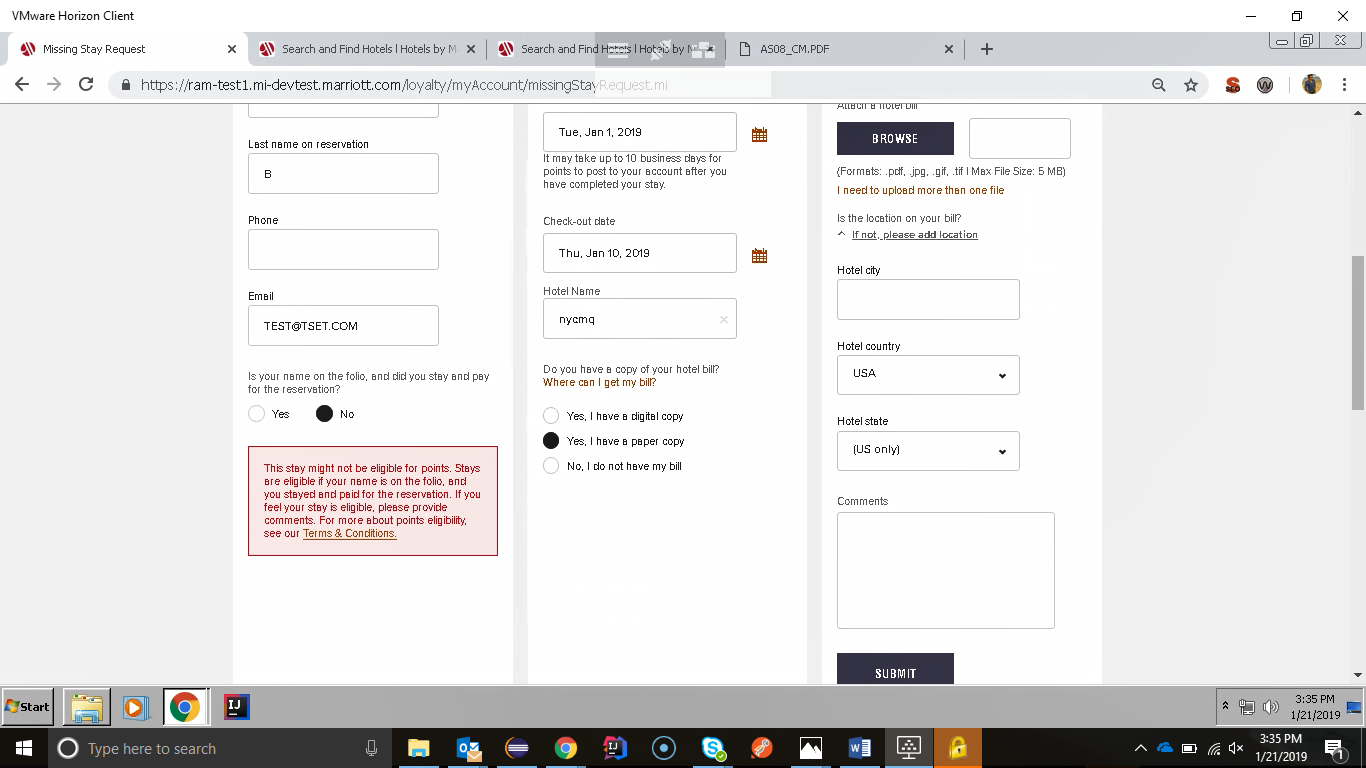 VMware Horizon Client
Missing Stay Request
Search and Find Hotels | Hotels by M
Search and Find Hotels | Hotels by M
AS08_CM.PDF
https://ram-test1.mi-devtest.marriott.com/loyalty/myAccount/missingStayRequest.mi
Last name on reservation
B
Phone
Email
TEST@TSET.COM
Is your name on the folio, and did you stay and pay
for the reservation?
Yes
No
This stay might not be eligible for points. Stays
are eligible if your name is on the folio, and
you stayed and paid for the reservation. If you
feel your stay is eligible, please provide
comments. For more about points eligibility,
see our Terms & Conditions.
Tue, Jan 1, 2019
It may take up to 10 business days for
points to post to your account after you
have completed your stay.
Check-out date
Thu, Jan 10, 2019
Hotel Name
nycmq
Do you have a copy of your hotel bill?
Where can I get my bill?
Yes, I have a digital copy
Yes, I have a paper copy
No, I do not have my bill
Attach a hotel bill
BROWSE
(Formats: .pdf, .jpg, .gif, .tif | Max File Size: 5 MB)
I need to upload more than one file
Is the location on your bill?
If not, please add location
Hotel city
Hotel country
USA
Hotel state
(US only)
Comments
SUBMIT
Start
3:35 PM
1/21/2019
Type here to search
3:35 PM
1/21/2019